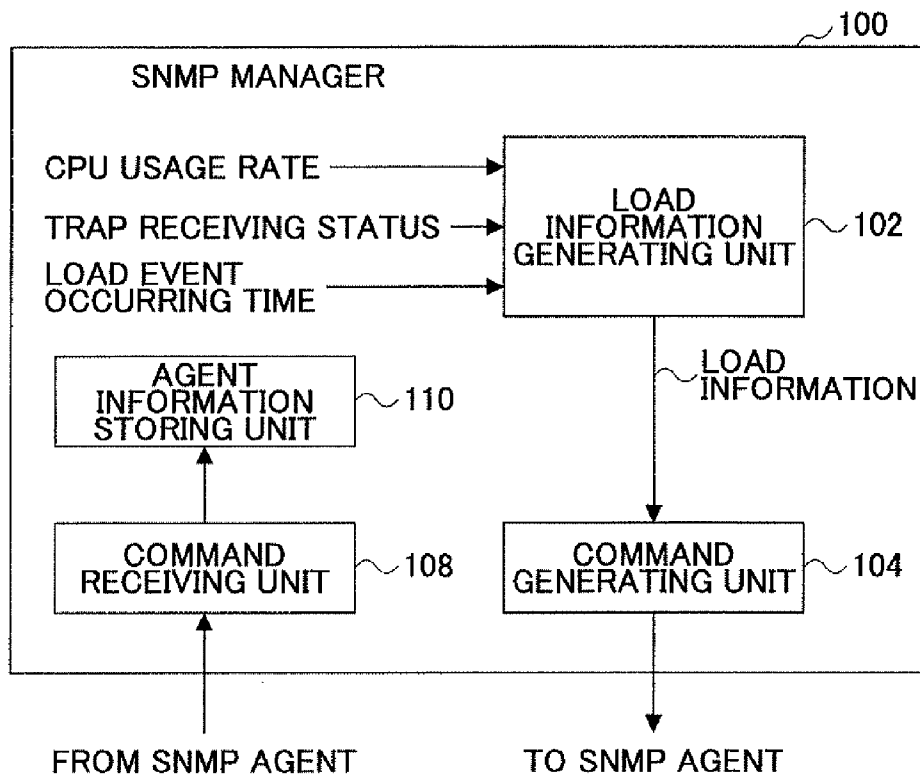 100
SNMP MANAGER
CPU USAGE RATE
TRAP RECEIVING STATUS
LOAD EVENT
OCCURRING TIME
LOAD
INFORMATION
GENERATING UNIT
102
AGENT
INFORMATION
STORING UNIT
110
LOAD
INFORMATION
COMMAND
RECEIVING UNIT
108
COMMAND
GENERATING UNIT
104
FROM SNMP AGENT
TO SNMP AGENT